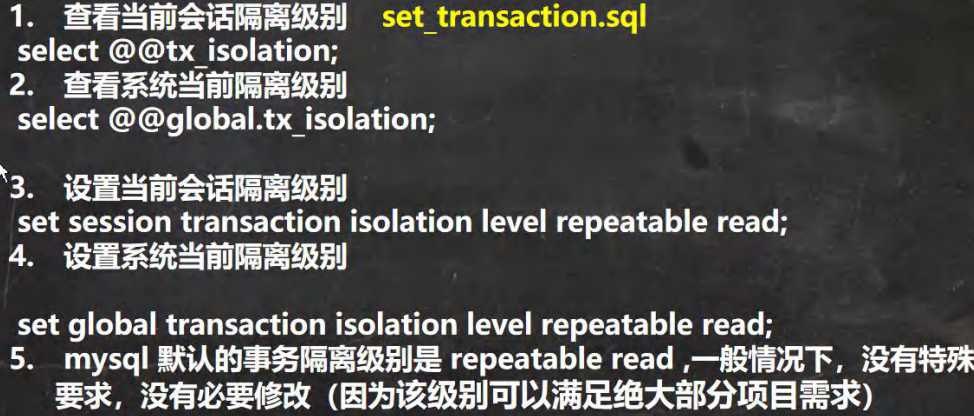 1. 查看当前会话隔离级别 set_transaction.sql
select @@tx_isolation;
2. 查看系统当前隔离级别
select @@global.tx_isolation;
3. 设置当前会话隔离级别
set session transaction isolation level repeatable read;
4. 设置系统当前隔离级别
set global transaction isolation level repeatable read;
5. mysql 默认的事务隔离级别是 repeatable read ,一般情况下，没有特殊
要求，没有必要修改（因为该级别可以满足绝大部分项目需求）